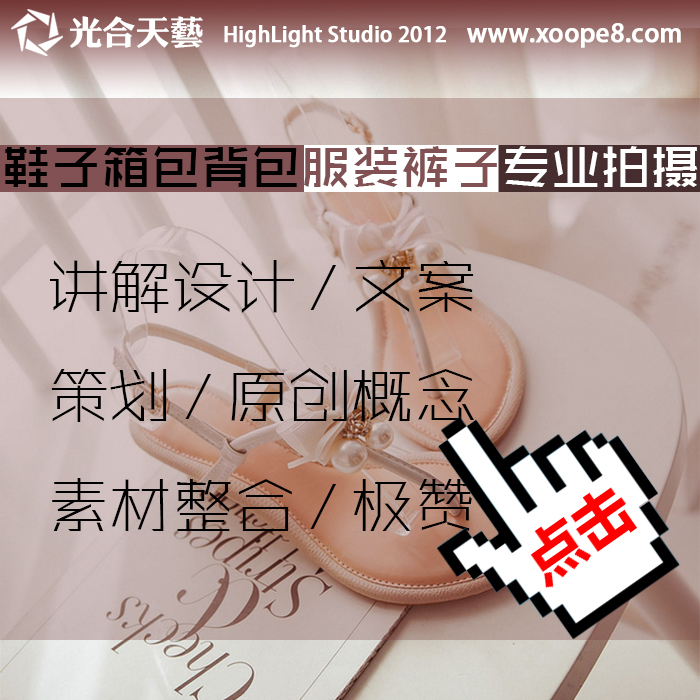 光合天藝 HighLight Studio 2012 www.xoope8.com
鞋子箱包背包服装裤子专业拍摄
讲解设计 / 文案
策划 / 原创概念
素材整合 / 极赞
点击
Stripes
&
Checks